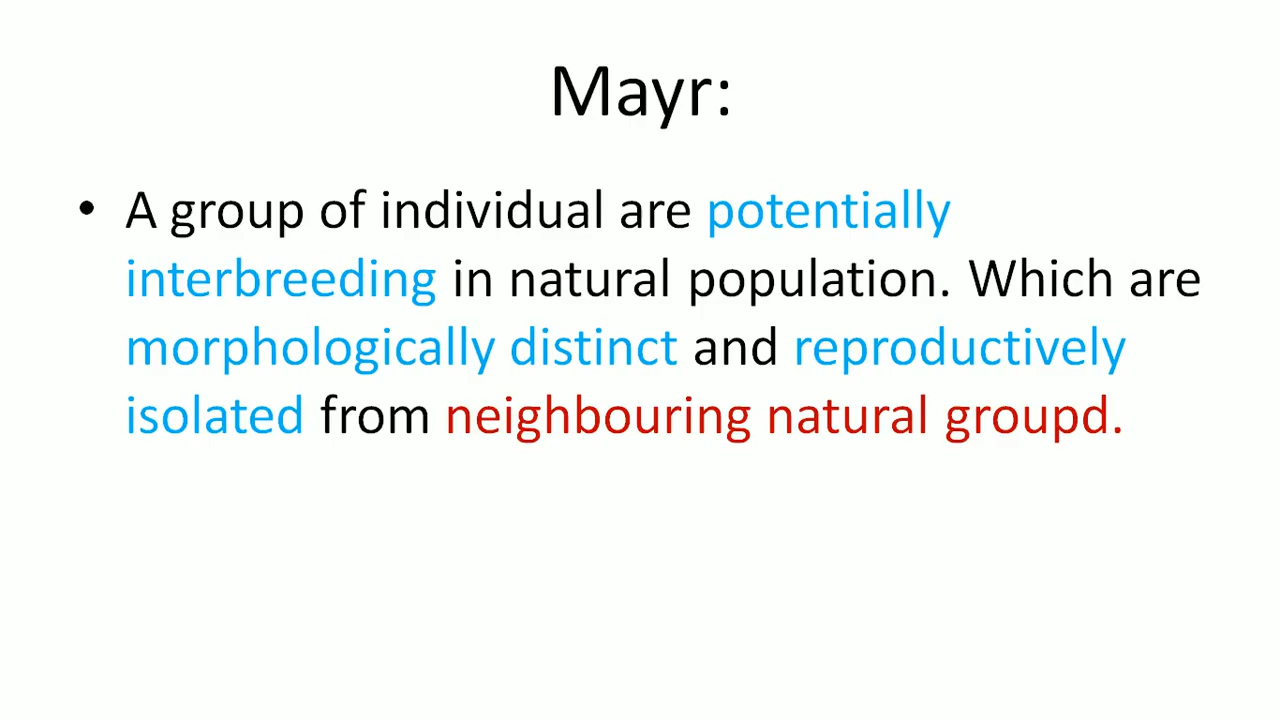 Mayr:
• A group of individual are potentially
interbreeding in natural population. Which are
morphologically distinct and reproductively
isolated from neighbouring natural groupd.